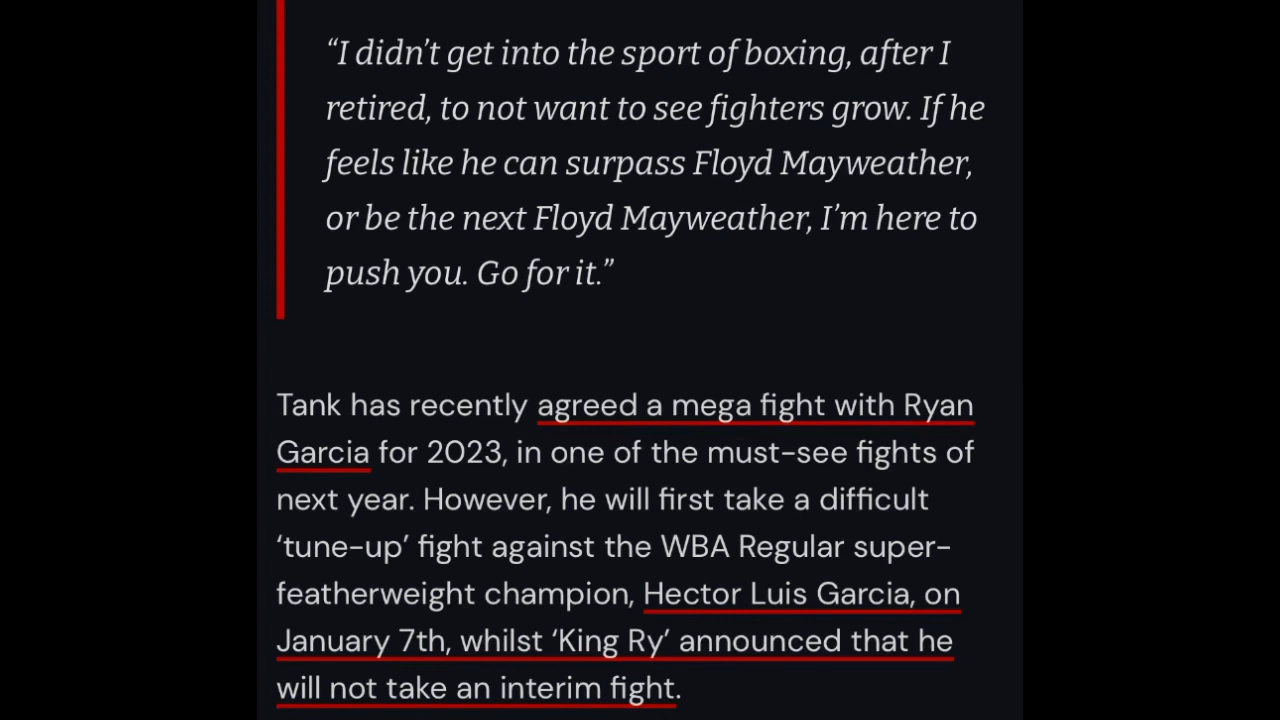 “I didn’t get into the sport of boxing, after I
retired, to not want to see fighters grow. If he
feels like he can surpass Floyd Mayweather,
or be the next Floyd Mayweather, I’m here to
push you. Go for it.”
Tank has recently agreed a mega fight with Ryan
Garcia for 2023, in one of the must-see fights of
next year. However, he will first take a difficult
‘tune-up’ fight against the WBA Regular super-
featherweight champion, Hector Luis Garcia, on
January 7th, whilst ‘King Ry’ announced that he
will not take an interim fight.